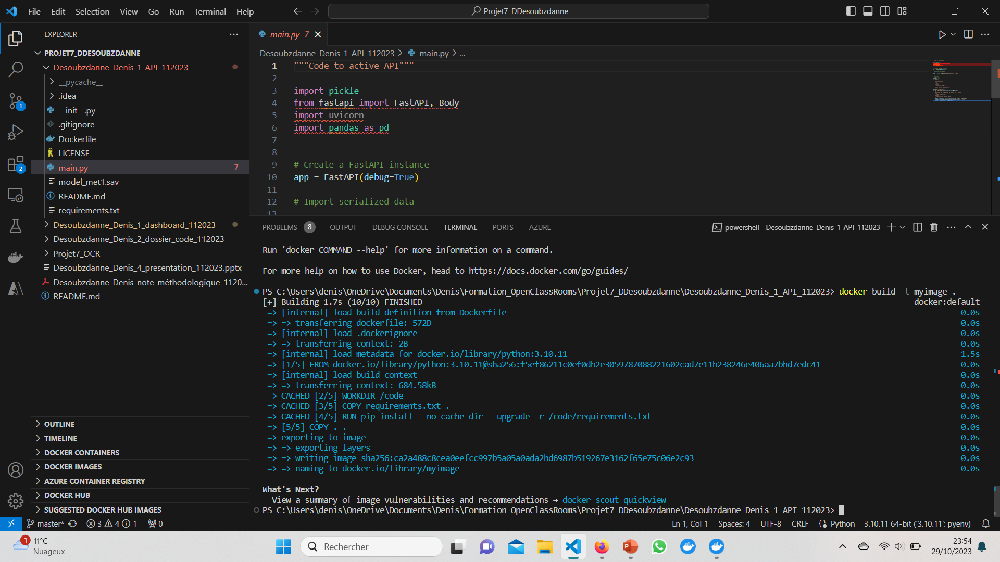 File Edit Selection View Go Run Terminal Help
Projet7_DDesoubzdanne
EXPLORER
PROJET7_DDESOUBZDANNE
Desoubzdanne_Denis_1_API_112023
__pycache__
.idea
__init__.py
.gitignore
Dockerfile
LICENSE
main.py 7
model_met1.sav
README.md
requirements.txt
Desoubzdanne_Denis_1_dashboard_112023
Desoubzdanne_Denis_2_dossier_code_112023
Projet7_OCR
Desoubzdanne_Denis_4_presentation_112023.pptx
Desoubzdanne_Denis_note_méthodologique_1120...
README.md
OUTLINE
TIMELINE
DOCKER CONTAINERS
DOCKER IMAGES
AZURE CONTAINER REGISTRY
DOCKER HUB
SUGGESTED DOCKER HUB IMAGES
1
2
main.py 7
Desoubzdanne_Denis_1_API_112023 > main.py > ...
1 """Code to active API"""
2
3 import pickle
4 from fastapi import FastAPI, Body
5 import uvicorn
6 import pandas as pd
7
8
9 # Create a FastAPI instance
10 app = FastAPI(debug=True)
11
12 # Import serialized data
13
PROBLEMS 8 OUTPUT DEBUG CONSOLE TERMINAL PORTS AZURE
powershell - Desoubzdanne_Denis_1_API_112023
Run 'docker COMMAND --help' for more information on a command.
For more help on how to use Docker, head to https://docs.docker.com/go/guides/
PS C:\Users\denis\OneDrive\Documents\Denis\Formation_OpenClassRooms\Projet7_DDesoubzdanne\Desoubzdanne_Denis_1_API_112023> docker build -t myimage .
[+] Building 1.7s (10/10) FINISHED docker:default
=> [internal] load build definition from Dockerfile 0.0s
=> => transferring dockerfile: 572B 0.0s
=> [internal] load .dockerignore 0.0s
=> => transferring context: 2B 0.0s
=> [internal] load metadata for docker.io/library/python:3.10.11 1.5s
=> [1/5] FROM docker.io/library/python:3.10.11@sha256:f5ef86211c0ef0db2e3059787088221602cad7e11b238246e406aa7bbd7edc41 0.0s
=> [internal] load build context 0.0s
=> => transferring context: 684.58kB 0.0s
=> CACHED [2/5] WORKDIR /code 0.0s
=> CACHED [3/5] COPY requirements.txt . 0.0s
=> CACHED [4/5] RUN pip install --no-cache-dir --upgrade -r /code/requirements.txt 0.0s
=> [5/5] COPY . . 0.0s
=> exporting to image 0.0s
=> => exporting layers 0.0s
=> => writing image sha256:ca2a488c8cea0eefcc997b5a05a0ada2bd6987b519267e3162f65e75c06e2c93 0.0s
=> => naming to docker.io/library/myimage 0.0s
What's Next?
View a summary of image vulnerabilities and recommendations → docker scout quickview
PS C:\Users\denis\OneDrive\Documents\Denis\Formation_OpenClassRooms\Projet7_DDesoubzdanne\Desoubzdanne_Denis_1_API_112023>
master* 3 4 1 0 Ln 1, Col 1 Spaces: 4 UTF-8 CRLF Python 3.10.11 64-bit ('3.10.11': pyenv)
1
11°C
Nuageux
Rechercher
23:54
29/10/2023